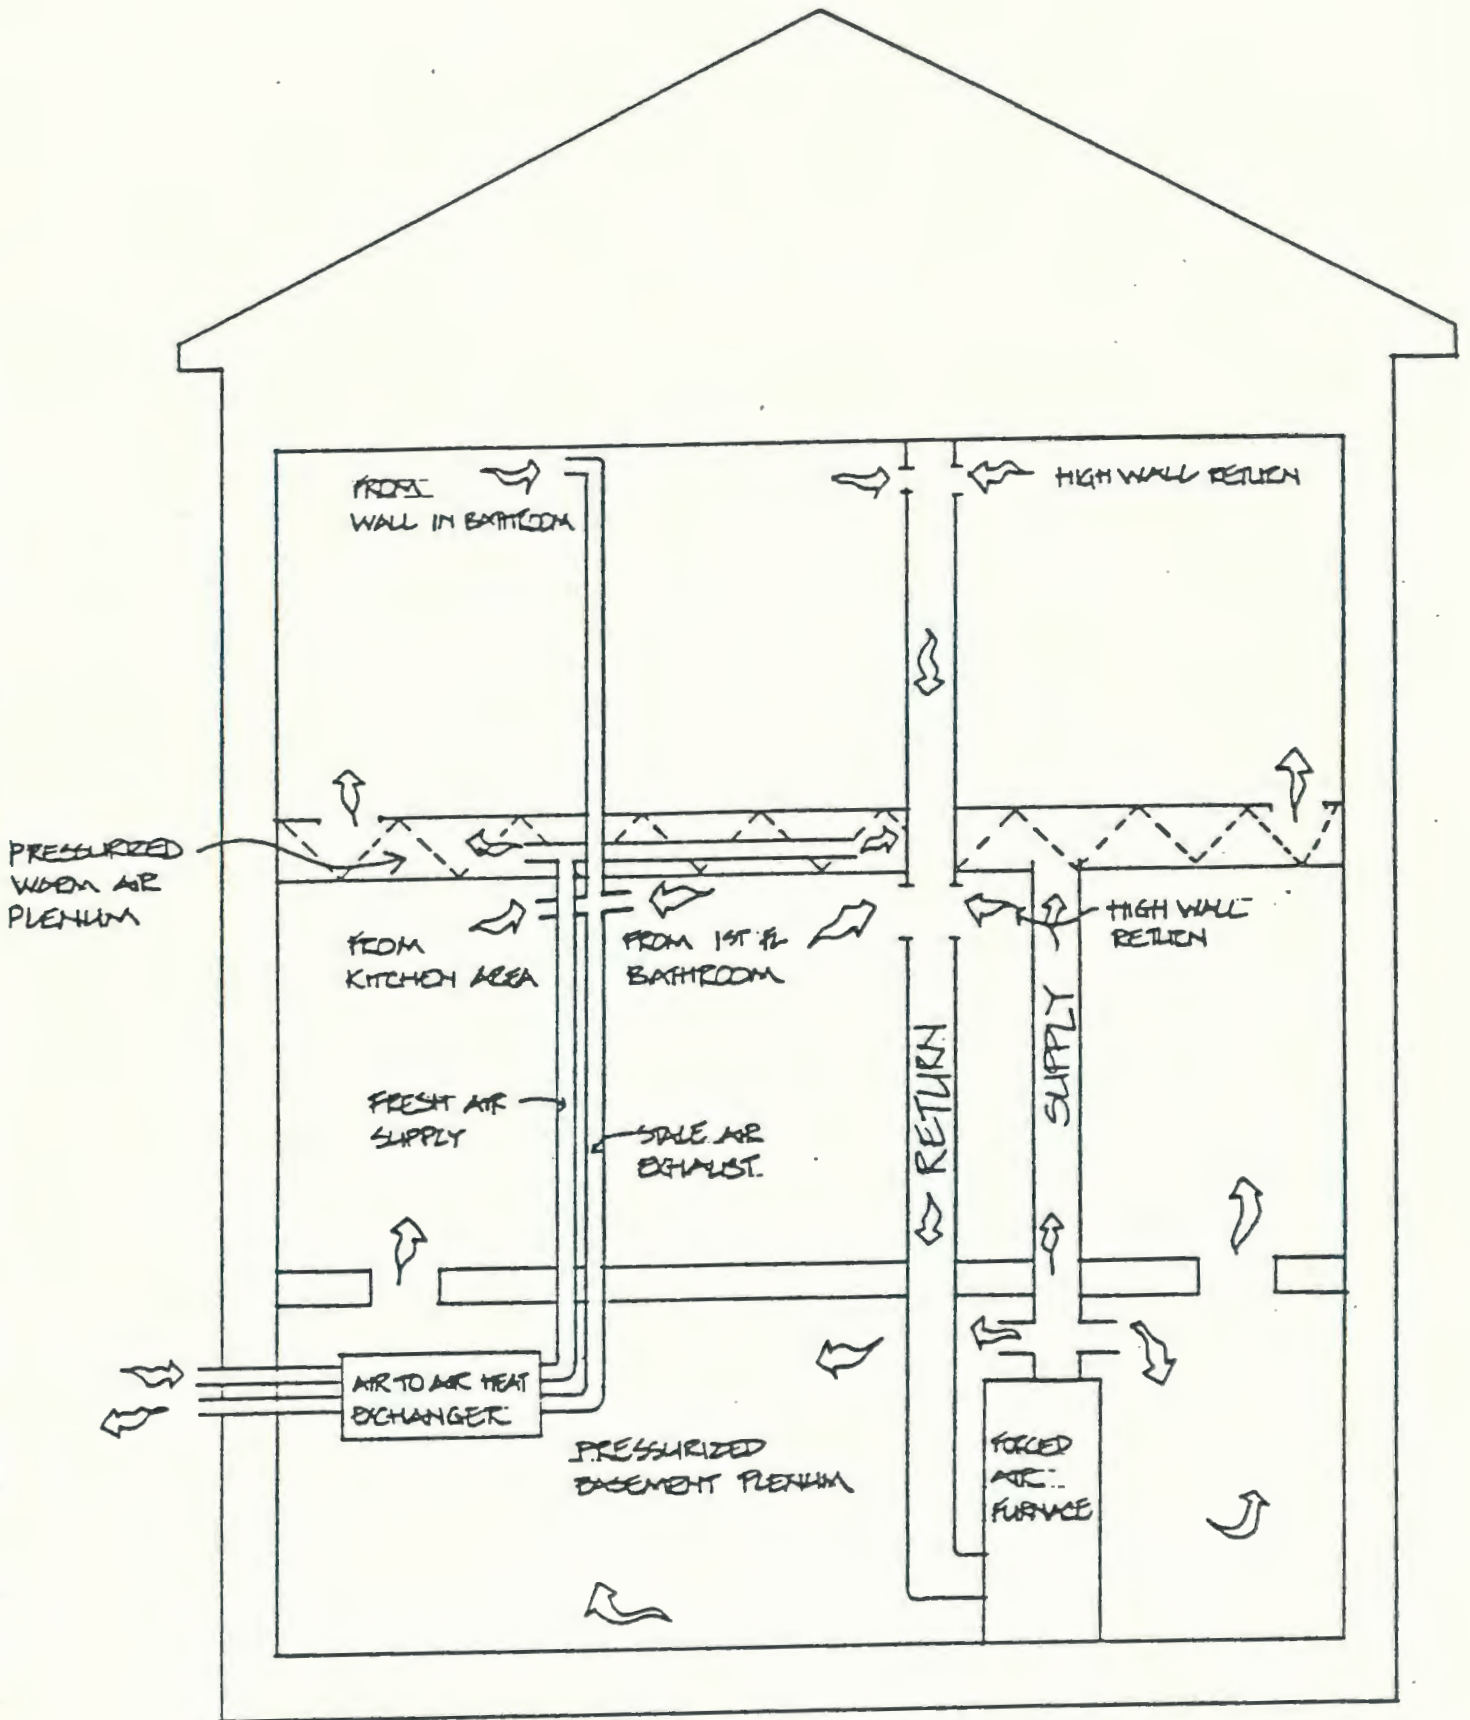 FROM
WALL IN BATHROOM
HIGH WALL RETURN
PRESSURIZED
WARM AIR
PLENUM
FROM
KITCHEN AREA
FROM 1ST FL
BATHROOM
HIGH WALL
RETURN
FRESH AIR
SUPPLY
STALE AIR
EXHAUST
RETURN
SUPPLY
AIR TO AIR HEAT
EXCHANGER
PRESSURIZED
BASEMENT PLENUM
FORCED
AIR
FURNACE